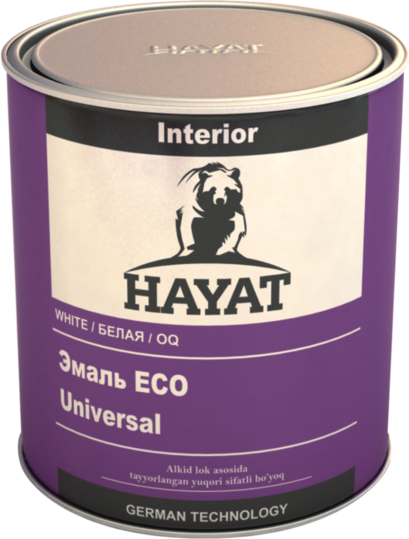 HAYAT
Interior
HAYAT
WHITE / БЕЛАЯ / OQ
Эмаль ECO
Universal
Alkid lok asosida
tayyorlangan yuqori sifatli bo'yoq
GERMAN TECHNOLOGY